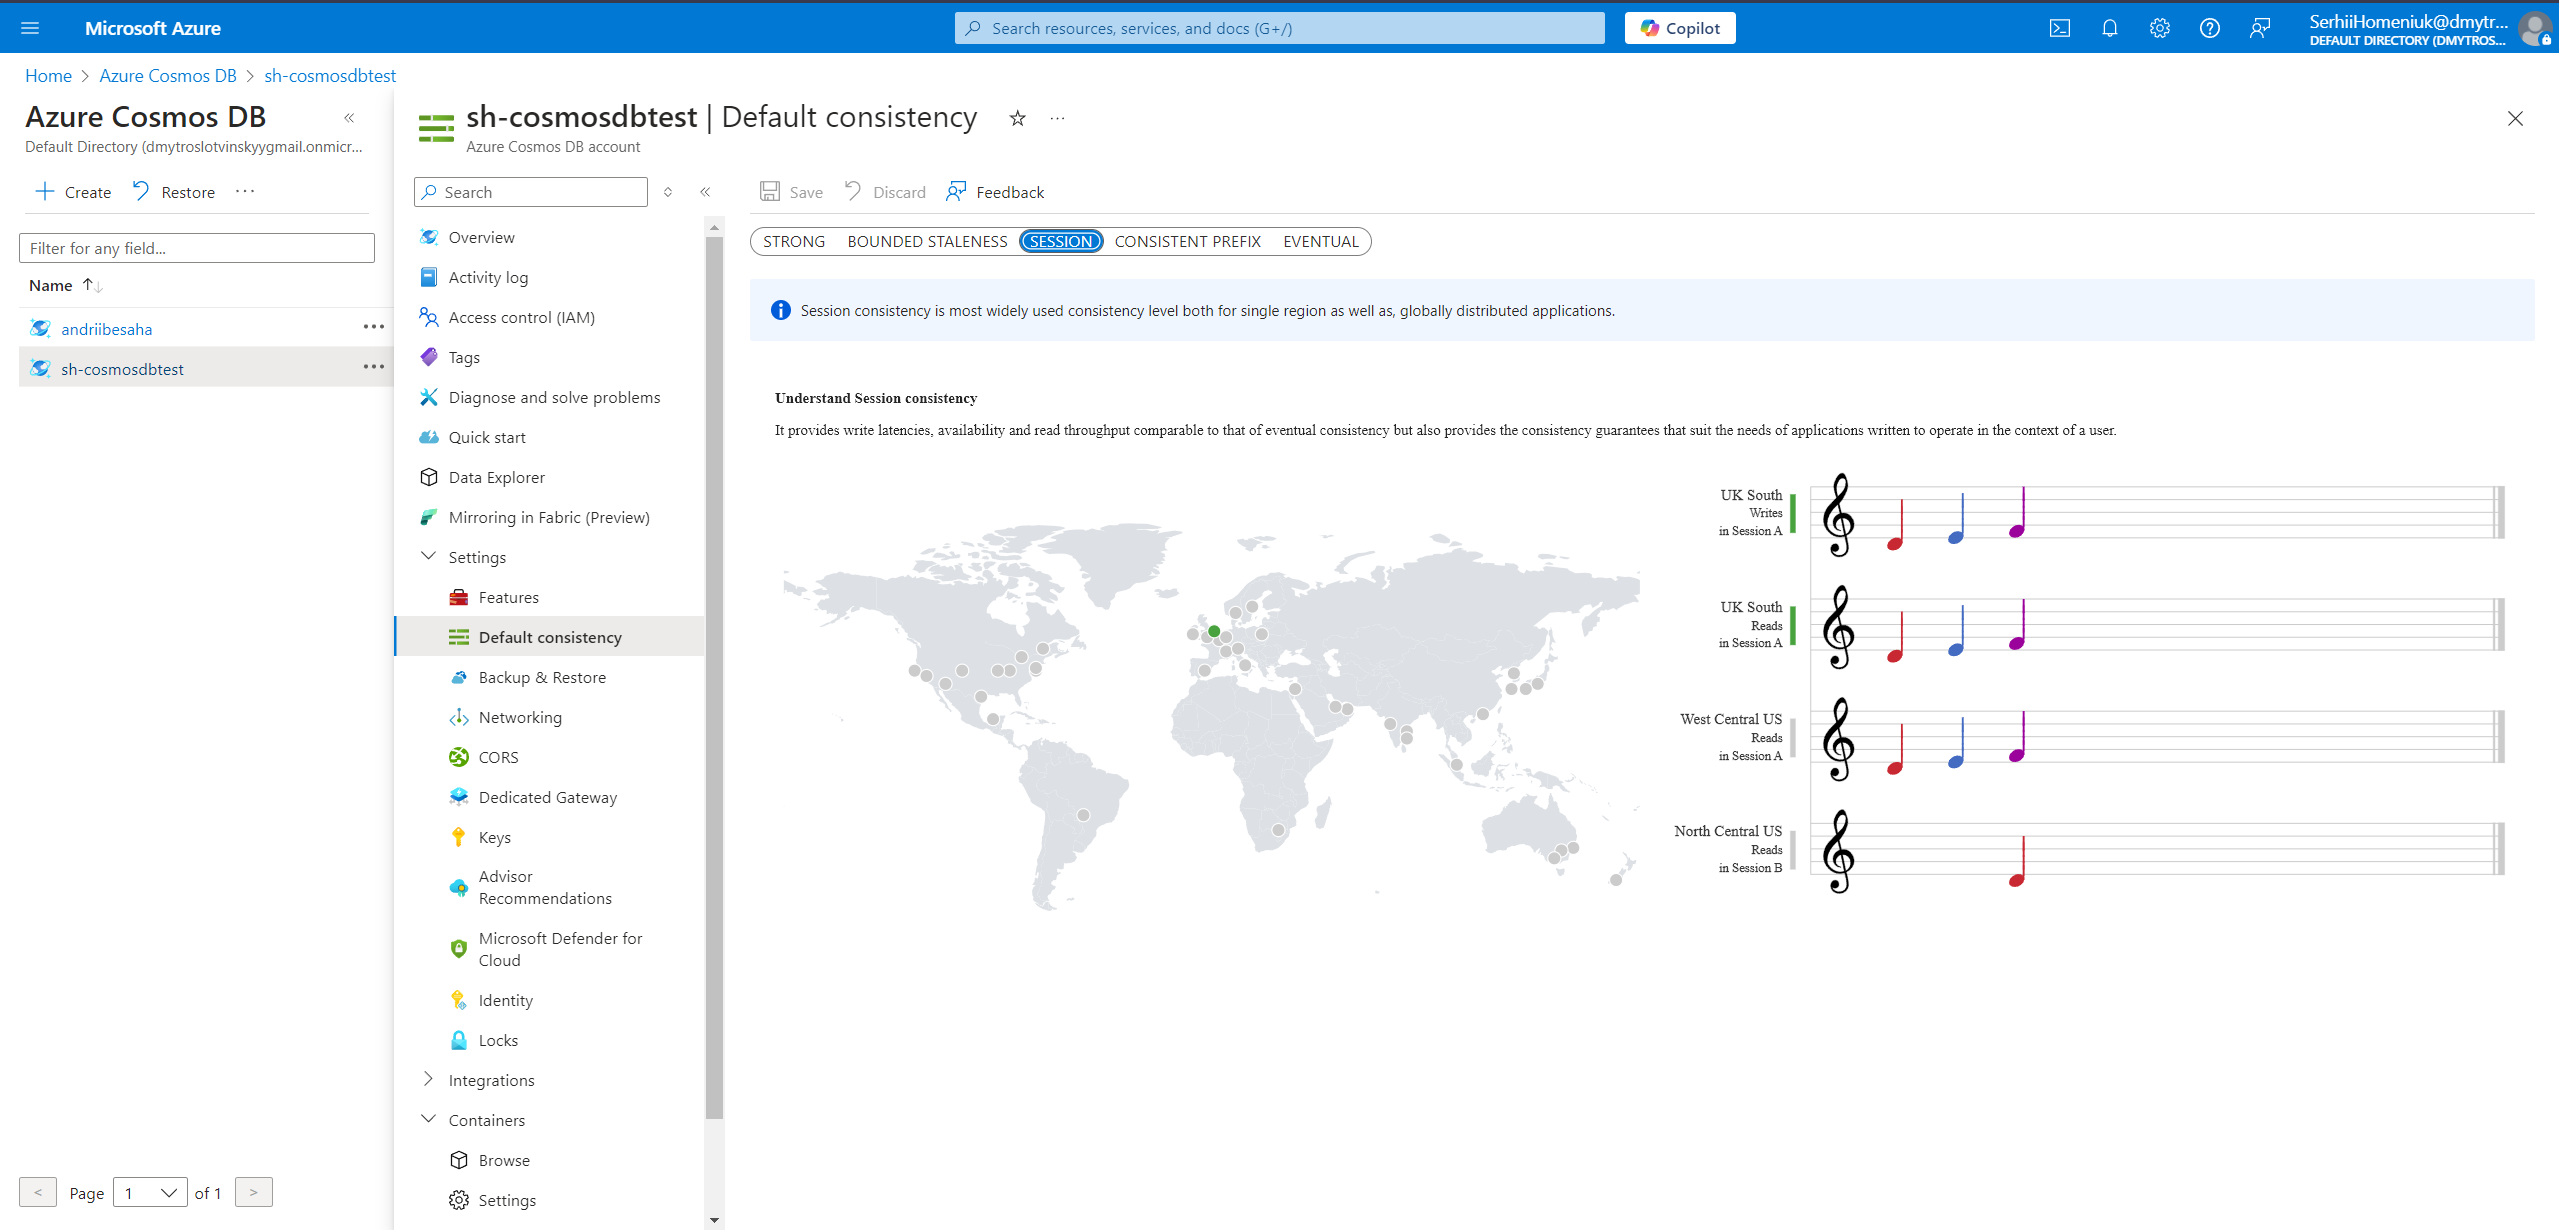 Microsoft Azure
Search resources, services, and docs (G+/)
Copilot
SerhiiHomeniuk@dmytr...
DEFAULT DIRECTORY (DMYTROS...
Home > Azure Cosmos DB > sh-cosmosdbtest
Azure Cosmos DB
Default Directory (dmytroslotvinskyygmail.onmicr...
Create
Restore
Filter for any field...
Name
andriibesaha
sh-cosmosdbtest
< Page 1 of 1 >
sh-cosmosdbtest | Default consistency
Azure Cosmos DB account
Search
Overview
Activity log
Access control (IAM)
Tags
Diagnose and solve problems
Quick start
Data Explorer
Mirroring in Fabric (Preview)
Settings
Features
Default consistency
Backup & Restore
Networking
CORS
Dedicated Gateway
Keys
Advisor
Recommendations
Microsoft Defender for
Cloud
Identity
Locks
Integrations
Containers
Browse
Settings
Save
Discard
Feedback
STRONG BOUNDED STALENESS SESSION CONSISTENT PREFIX EVENTUAL
Session consistency is most widely used consistency level both for single region as well as, globally distributed applications.
Understand Session consistency
It provides write latencies, availability and read throughput comparable to that of eventual consistency but also provides the consistency guarantees that suit the needs of applications written to operate in the context of a user.
UK South
Writes
in Session A
UK South
Reads
in Session A
West Central US
Reads
in Session A
North Central US
Reads
in Session B